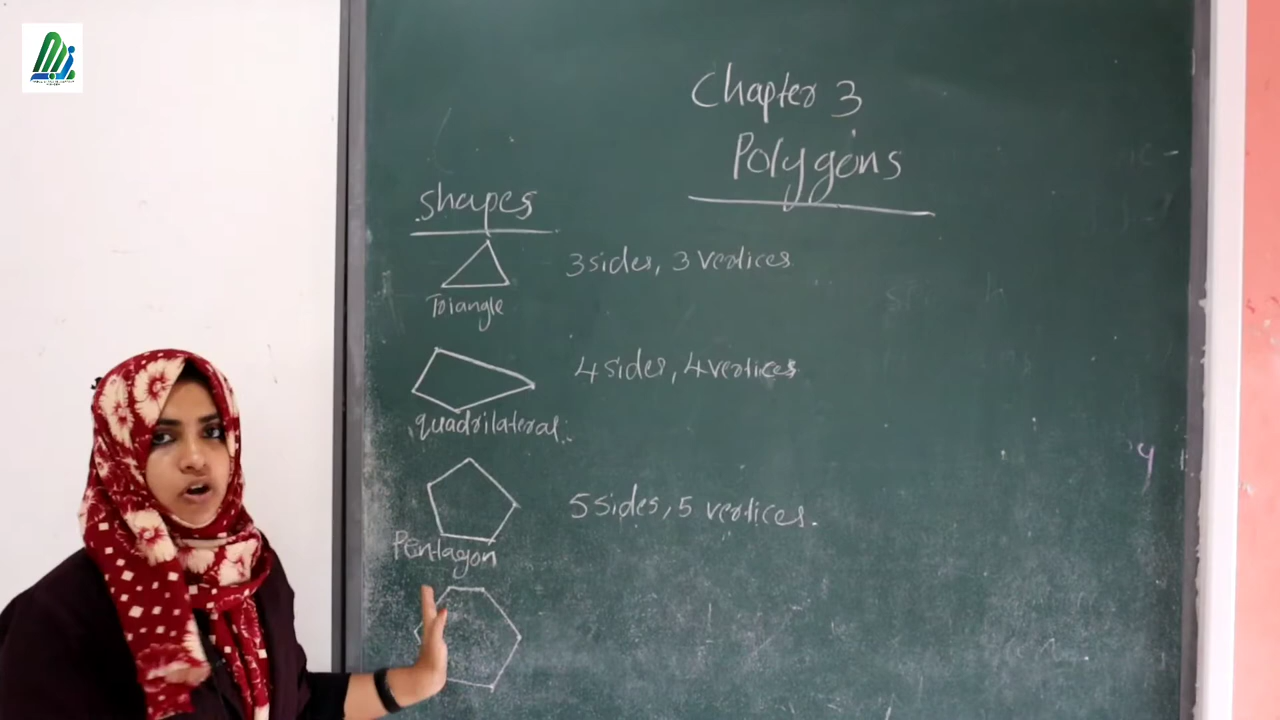 Chapter 3
Polygons
shapes
3 sides, 3 vertices
Triangle
4 sides, 4 vertices
quadrilateral.
5 sides, 5 vertices.
Pentagon